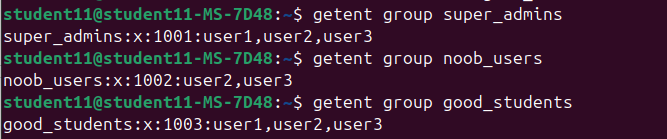 student11@student11-MS-7D48:~$ getent group super_admins
super_admins:x:1001:user1,user2,user3
student11@student11-MS-7D48:~$ getent group noob_users
noob_users:x:1002:user2,user3
student11@student11-MS-7D48:~$ getent group good_students
good_students:x:1003:user1,user2,user3